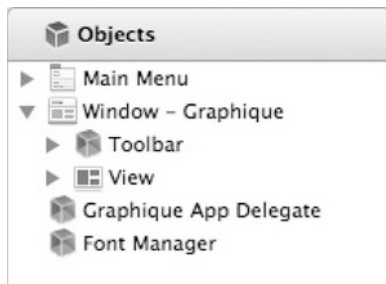 Objects
Main Menu
Window – Graphique
Toolbar
View
Graphique App Delegate
Font Manager